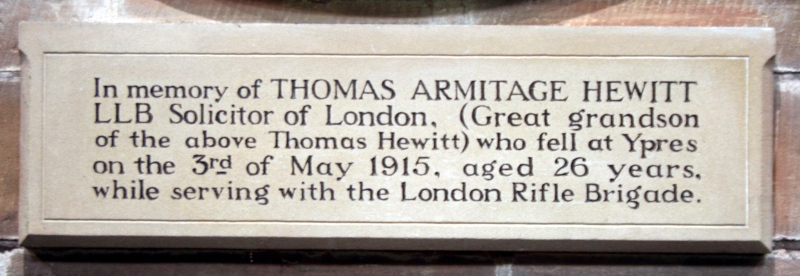 In memory of THOMAS ARMITAGE HEWITT
LLB Solicitor of London, (Great grandson
of the above Thomas Hewitt) who fell at Ypres
on the 3rd of May 1915, aged 26 years,
while serving with the London Rifle Brigade.